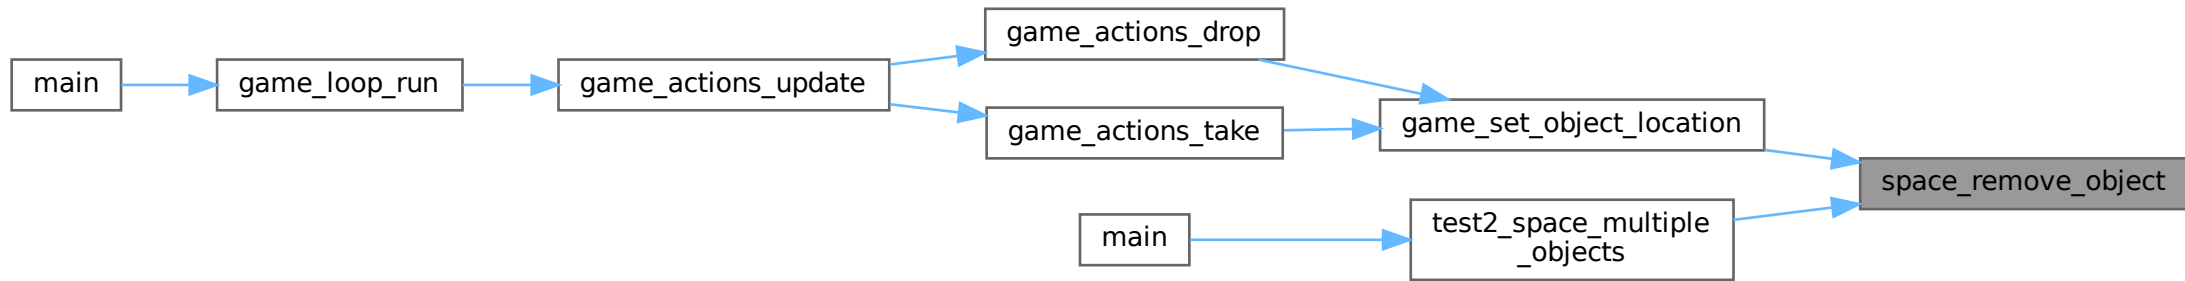 main
game_loop_run
game_actions_update
game_actions_drop
game_actions_take
game_set_object_location
space_remove_object
main
test2_space_multiple
_objects